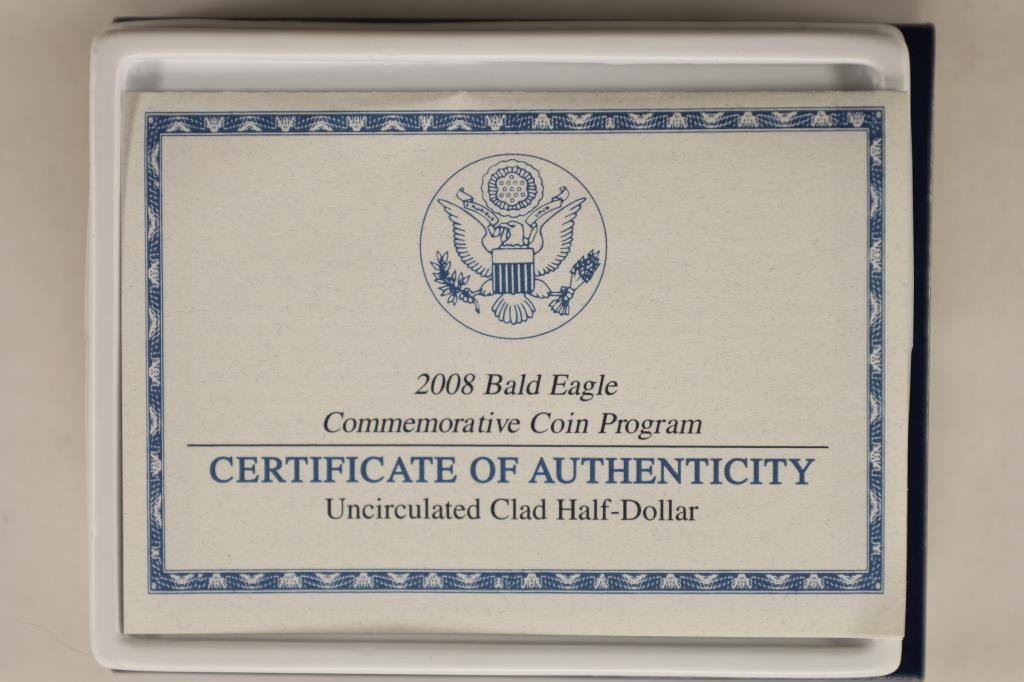 2008 Bald Eagle
Commemorative Coin Program
CERTIFICATE OF AUTHENTICITY
Uncirculated Clad Half-Dollar